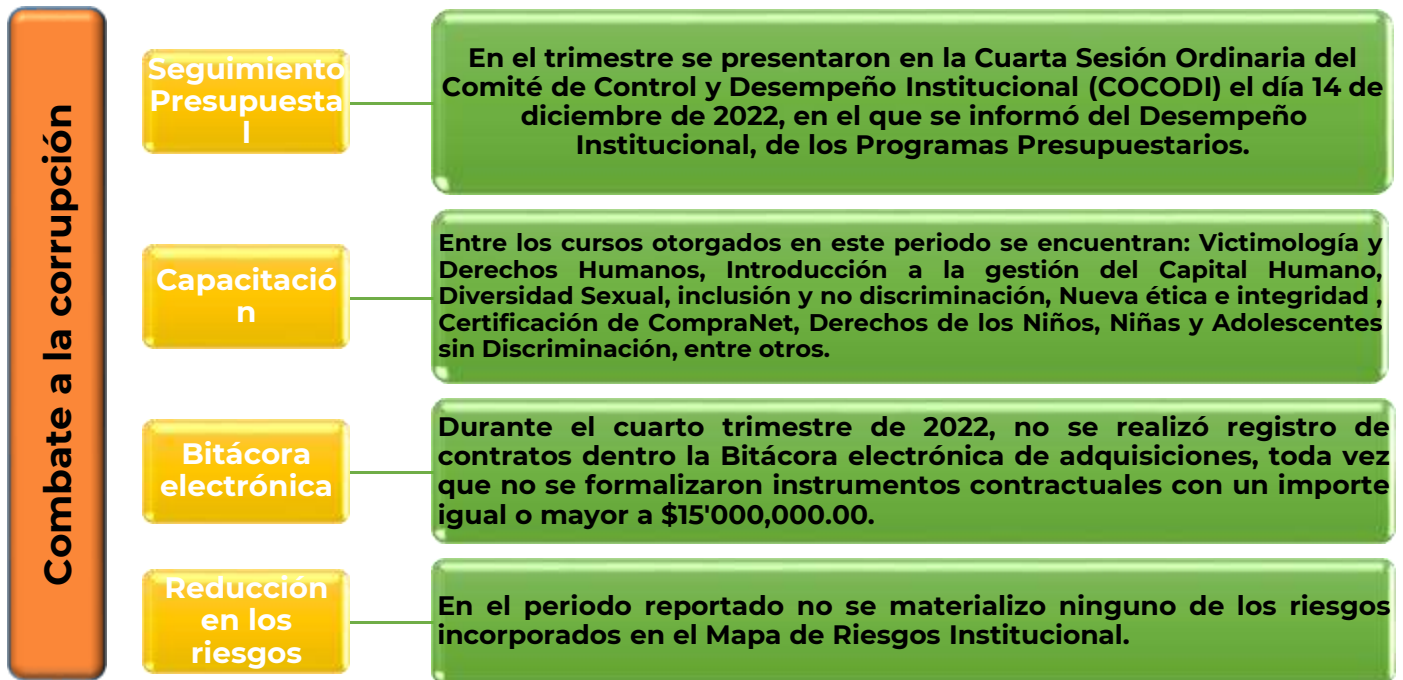 Combate a la corrupción
Seguimiento
Presupuesta
l
En el trimestre se presentaron en la Cuarta Sesión Ordinaria del
Comité de Control y Desempeño Institucional (COCODI) el día 14 de
diciembre de 2022, en el que se informó del Desempeño
Institucional, de los Programas Presupuestarios.
Capacitació
n
Entre los cursos otorgados en este periodo se encuentran: Victimología y
Derechos Humanos, Introducción a la gestión del Capital Humano,
Diversidad Sexual, inclusión y no discriminación, Nueva ética e integridad ,
Certificación de CompraNet, Derechos de los Niños, Niñas y Adolescentes
sin Discriminación, entre otros.
Bitácora
electrónica
Durante el cuarto trimestre de 2022, no se realizó registro de
contratos dentro la Bitácora electrónica de adquisiciones, toda vez
que no se formalizaron instrumentos contractuales con un importe
igual o mayor a $15'000,000.00.
Reducción
en los
riesgos
En el periodo reportado no se materializo ninguno de los riesgos
incorporados en el Mapa de Riesgos Institucional.